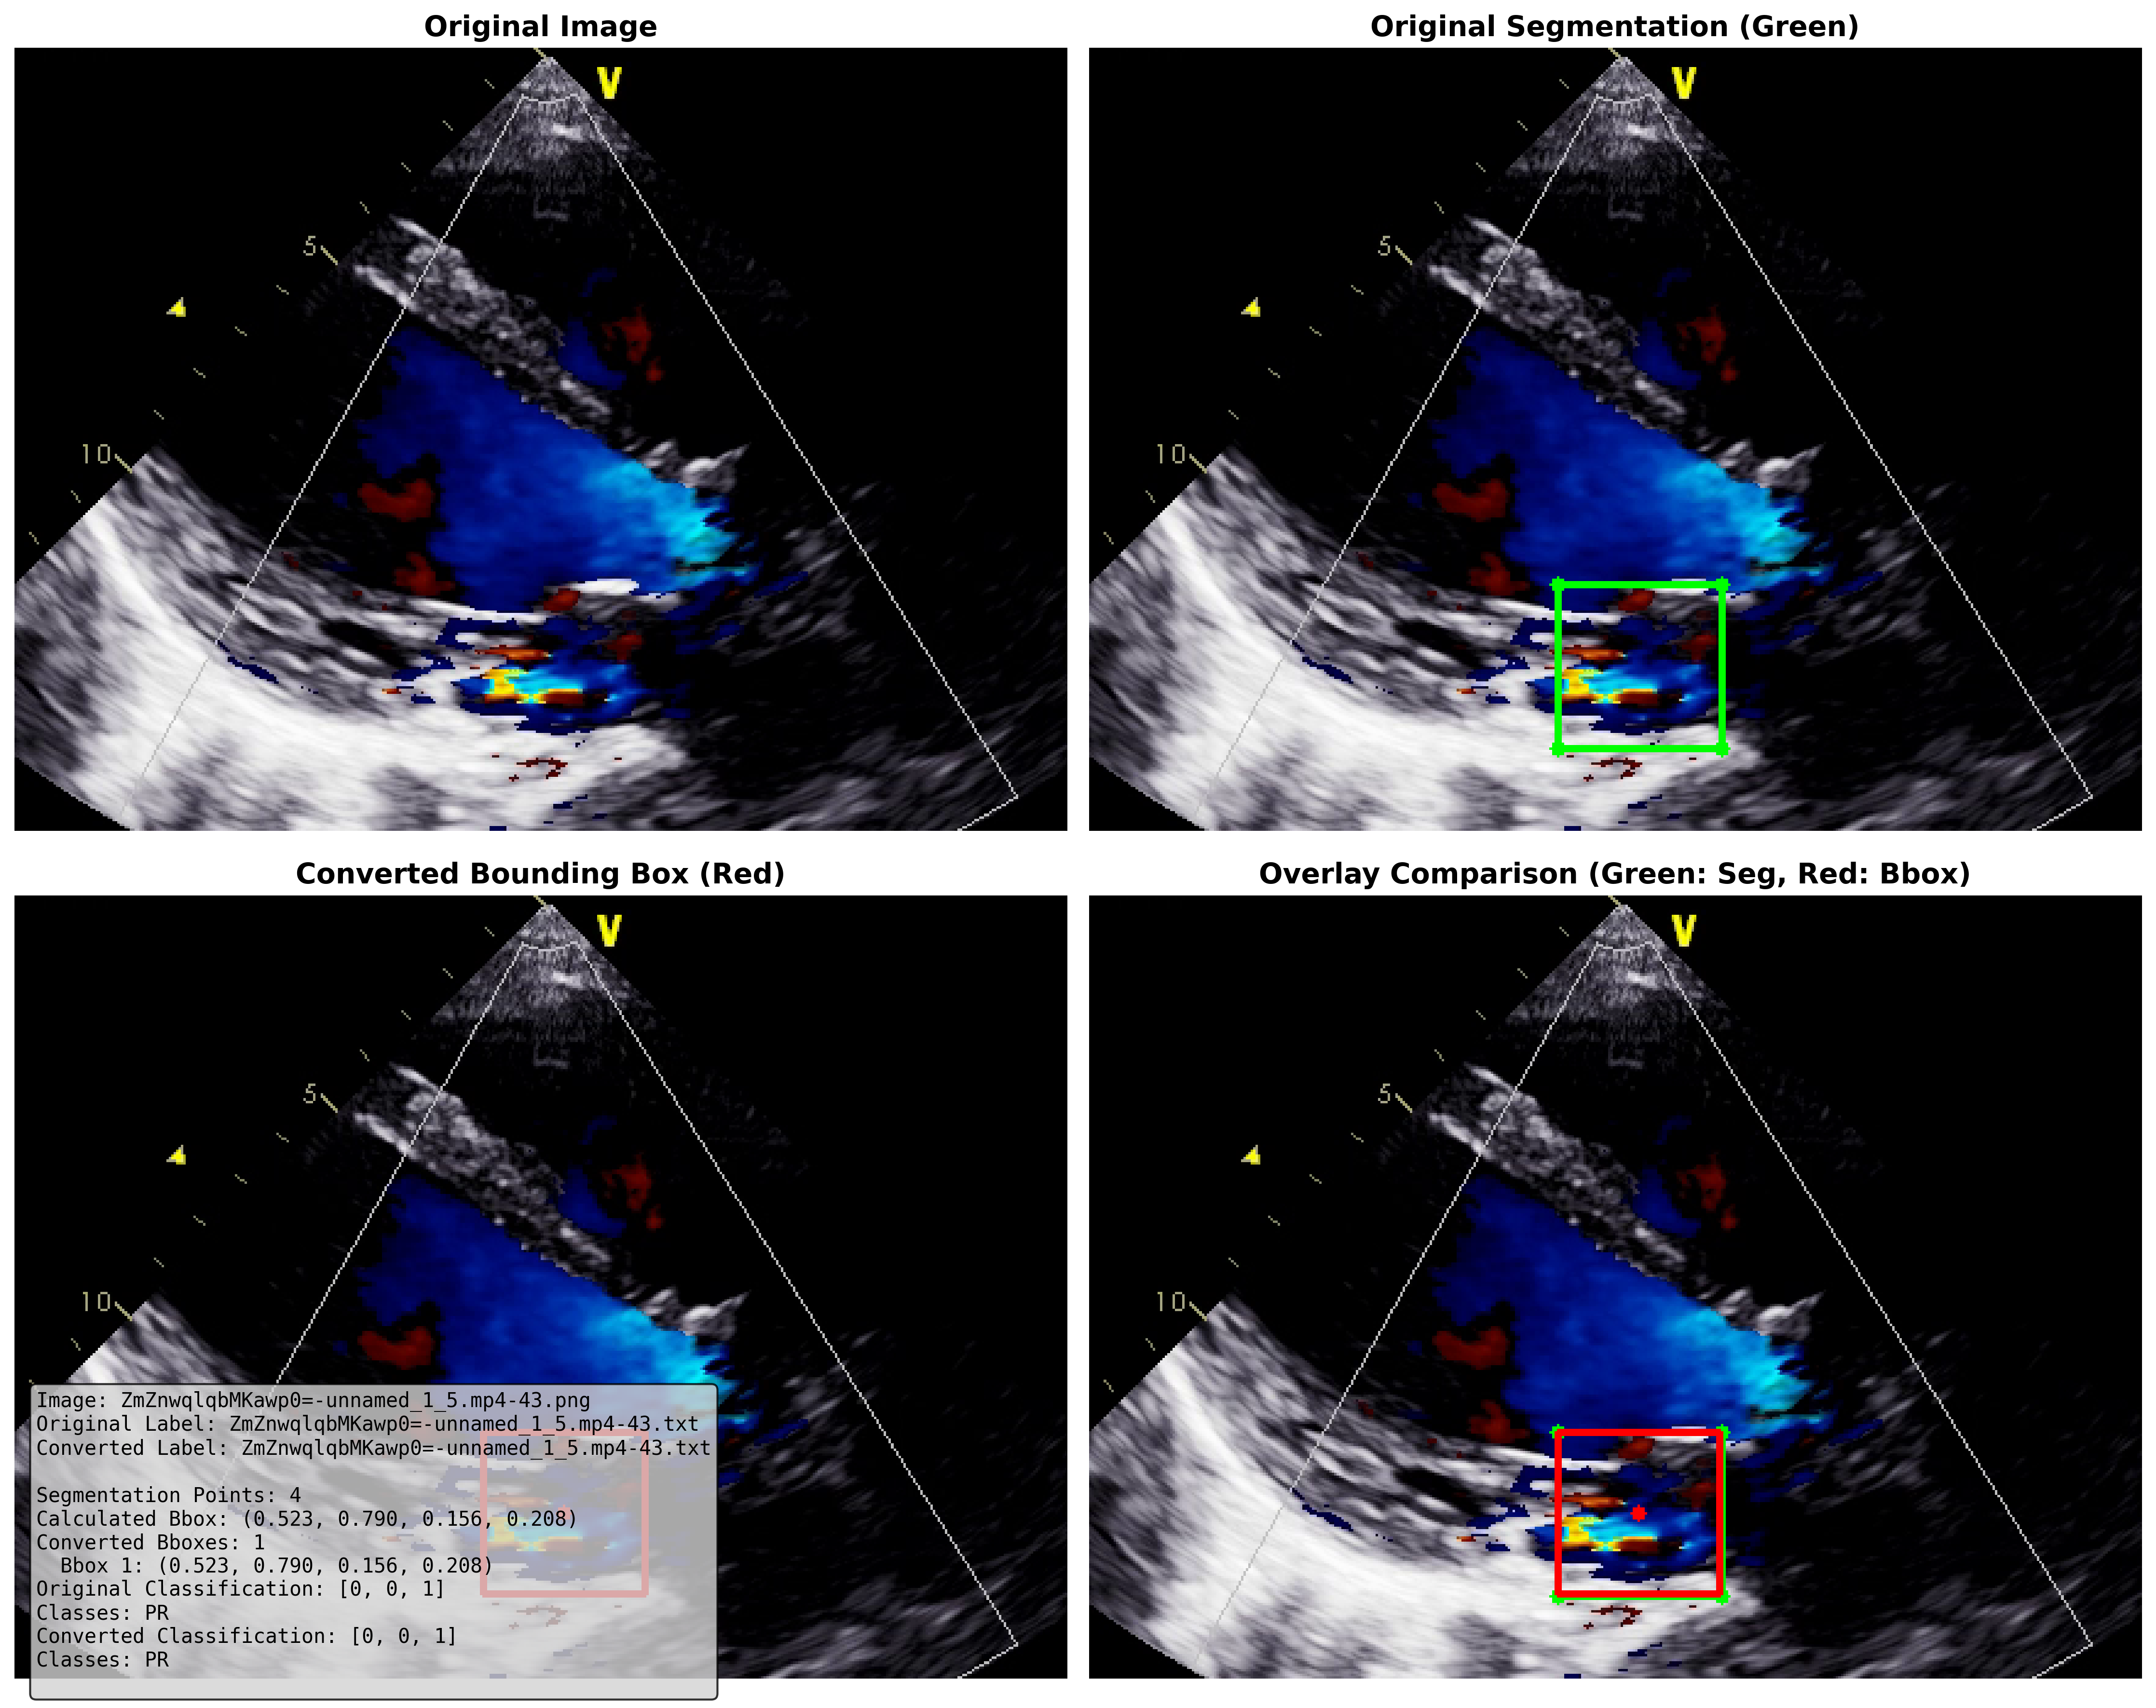 Original Image
V
5
10
Original Segmentation (Green)
V
5
10
Converted Bounding Box (Red)
V
5
10
Image: ZmZnwqlqbMKawp0=-unnamed_1_5.mp4-43.png
Original Label: ZmZnwqlqbMKawp0=-unnamed_1_5.mp4-43.txt
Converted Label: ZmZnwqlqbMKawp0=-unnamed_1_5.mp4-43.txt
Segmentation Points: 4
Calculated Bbox: (0.523, 0.790, 0.156, 0.208)
Converted Bboxes: 1
Bbox 1: (0.523, 0.790, 0.156, 0.208)
Original Classification: [0, 0, 1]
Classes: PR
Converted Classification: [0, 0, 1]
Classes: PR
Overlay Comparison (Green: Seg, Red: Bbox)
V
5
10